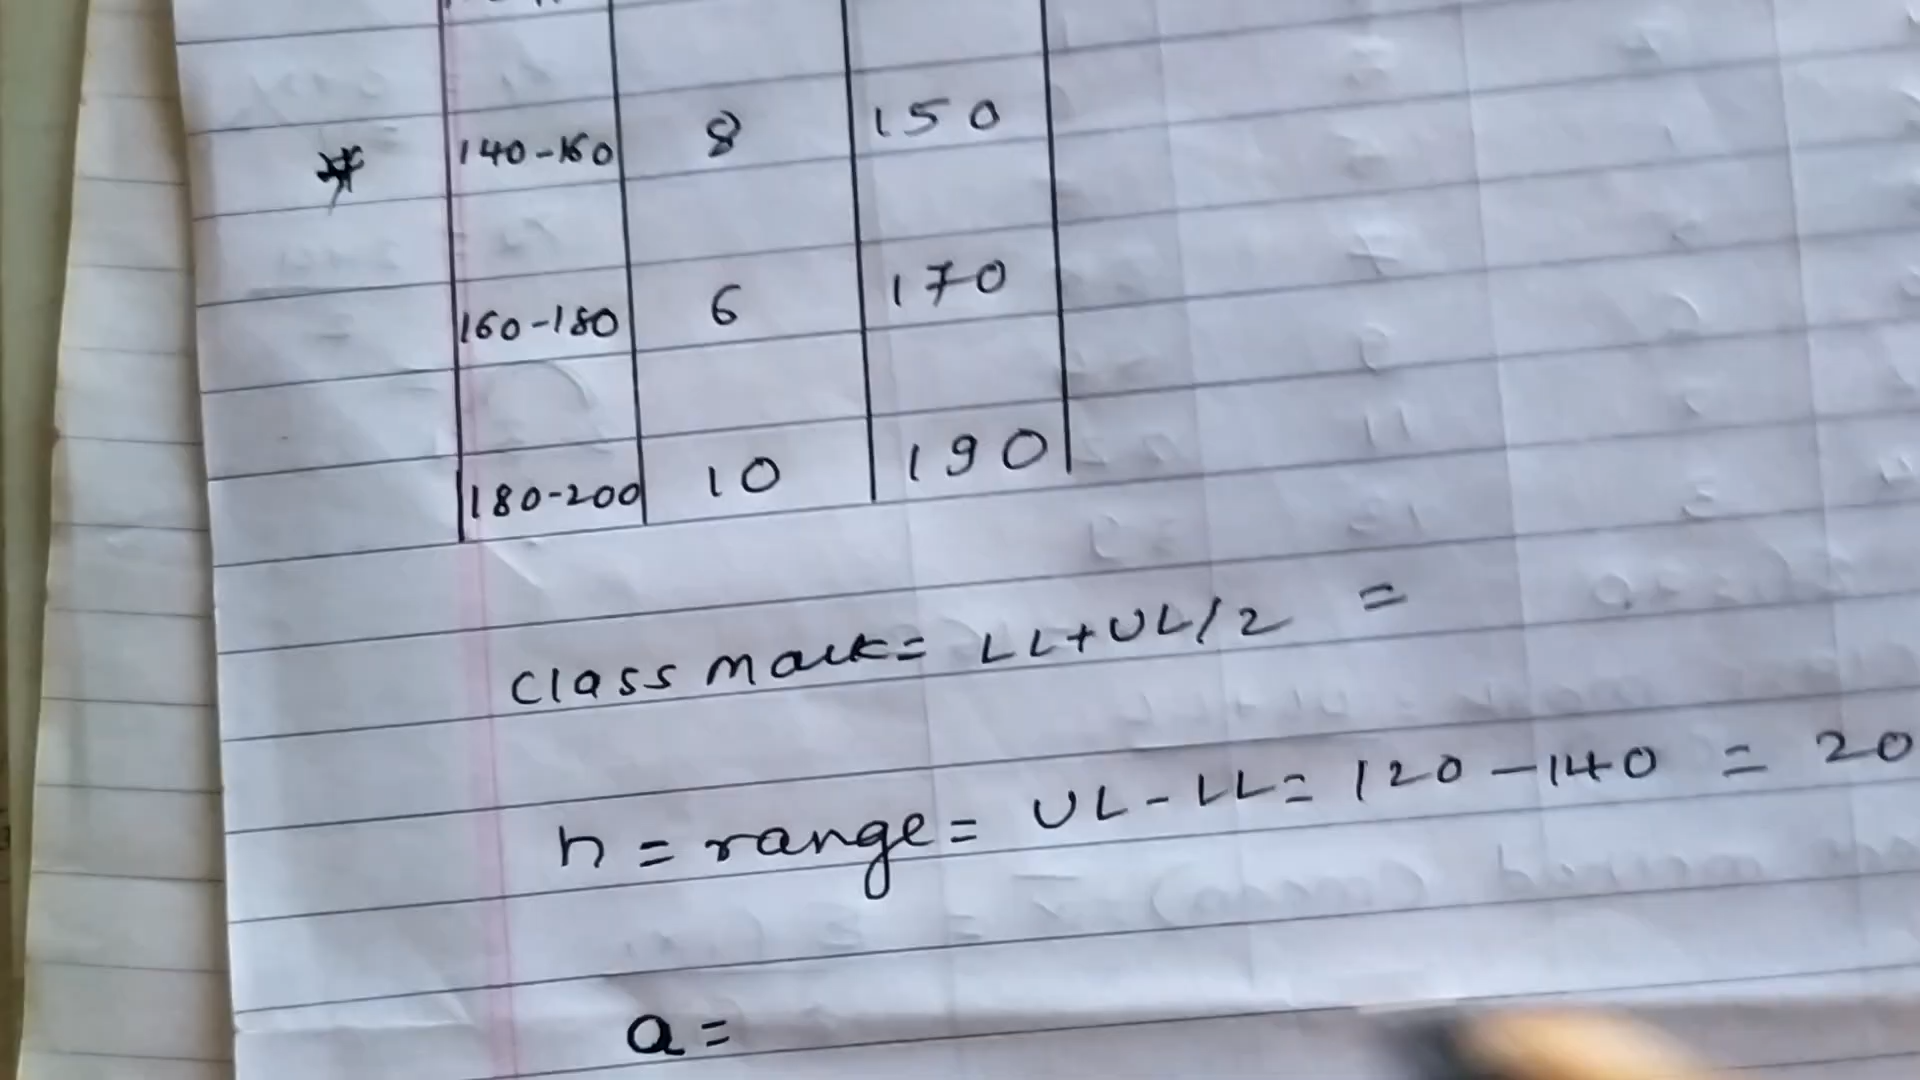 140-160 8 150
160-180 6 170
180-200 10 190
class mark= LL+UL/2 =
h = range= UL-LL= 120-140 = 20
a=